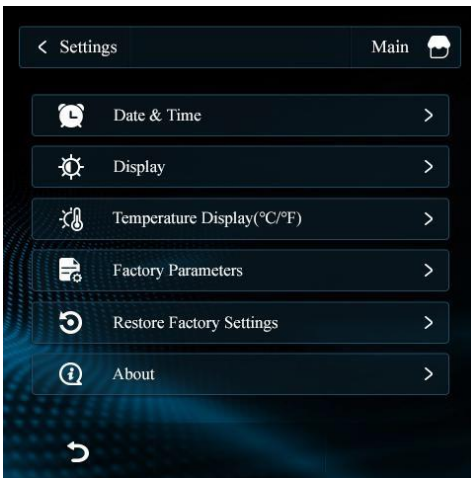 Settings Main
Date & Time
Display
Temperature Display(℃/℉)
Factory Parameters
Restore Factory Settings
About